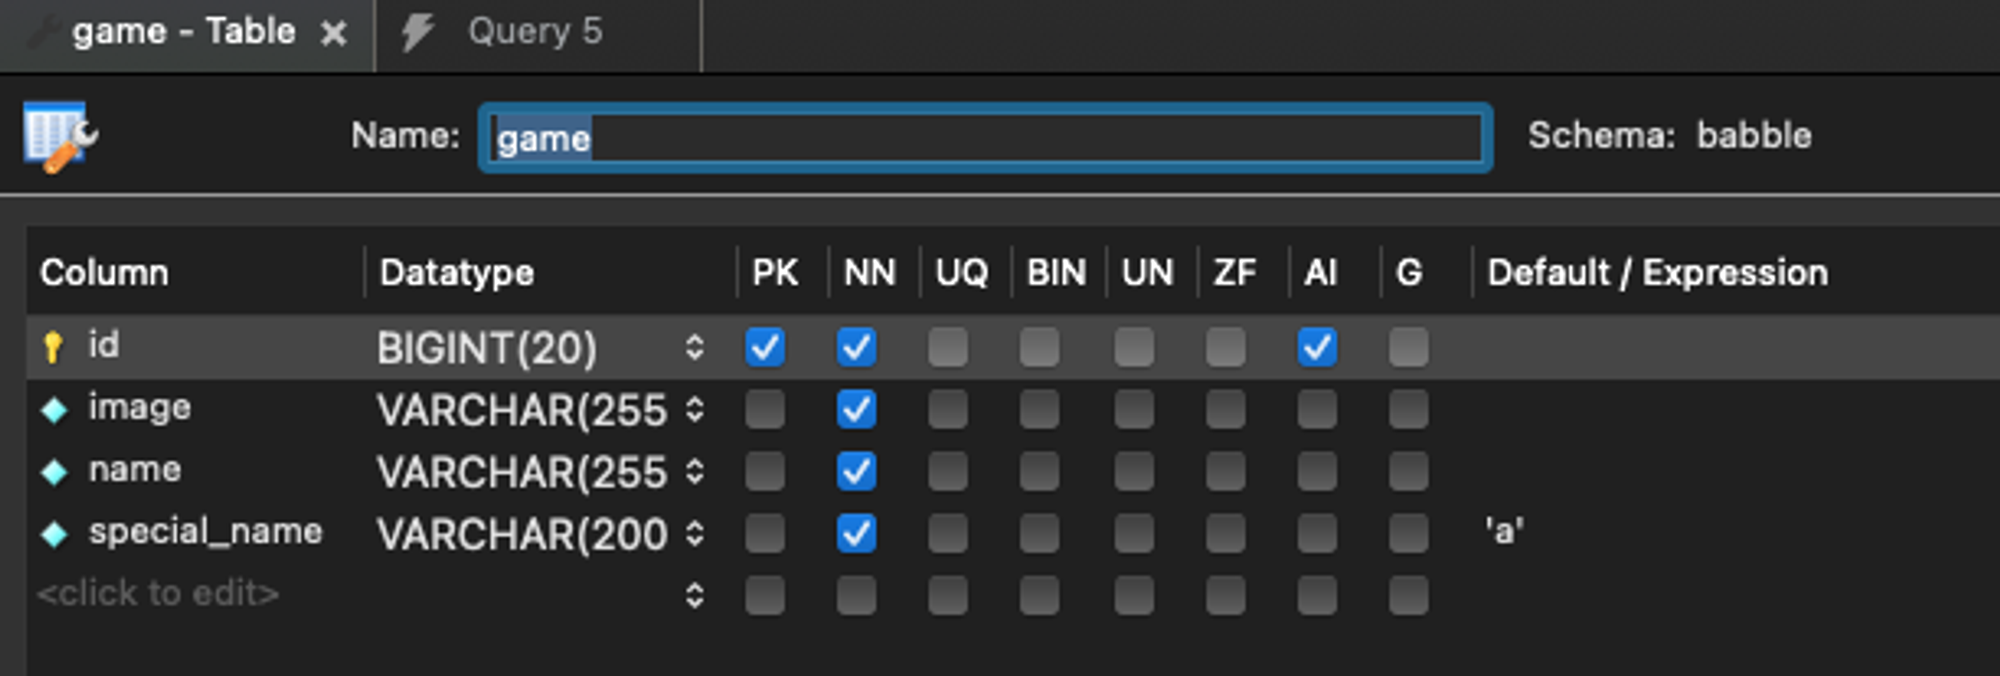 game - Table × Query 5
Name: game Schema: babble
Column Datatype PK NN UQ BIN UN ZF AI G Default / Expression
id BIGINT(20)
image VARCHAR(255
name VARCHAR(255
special_name VARCHAR(200 'a'
<click to edit>